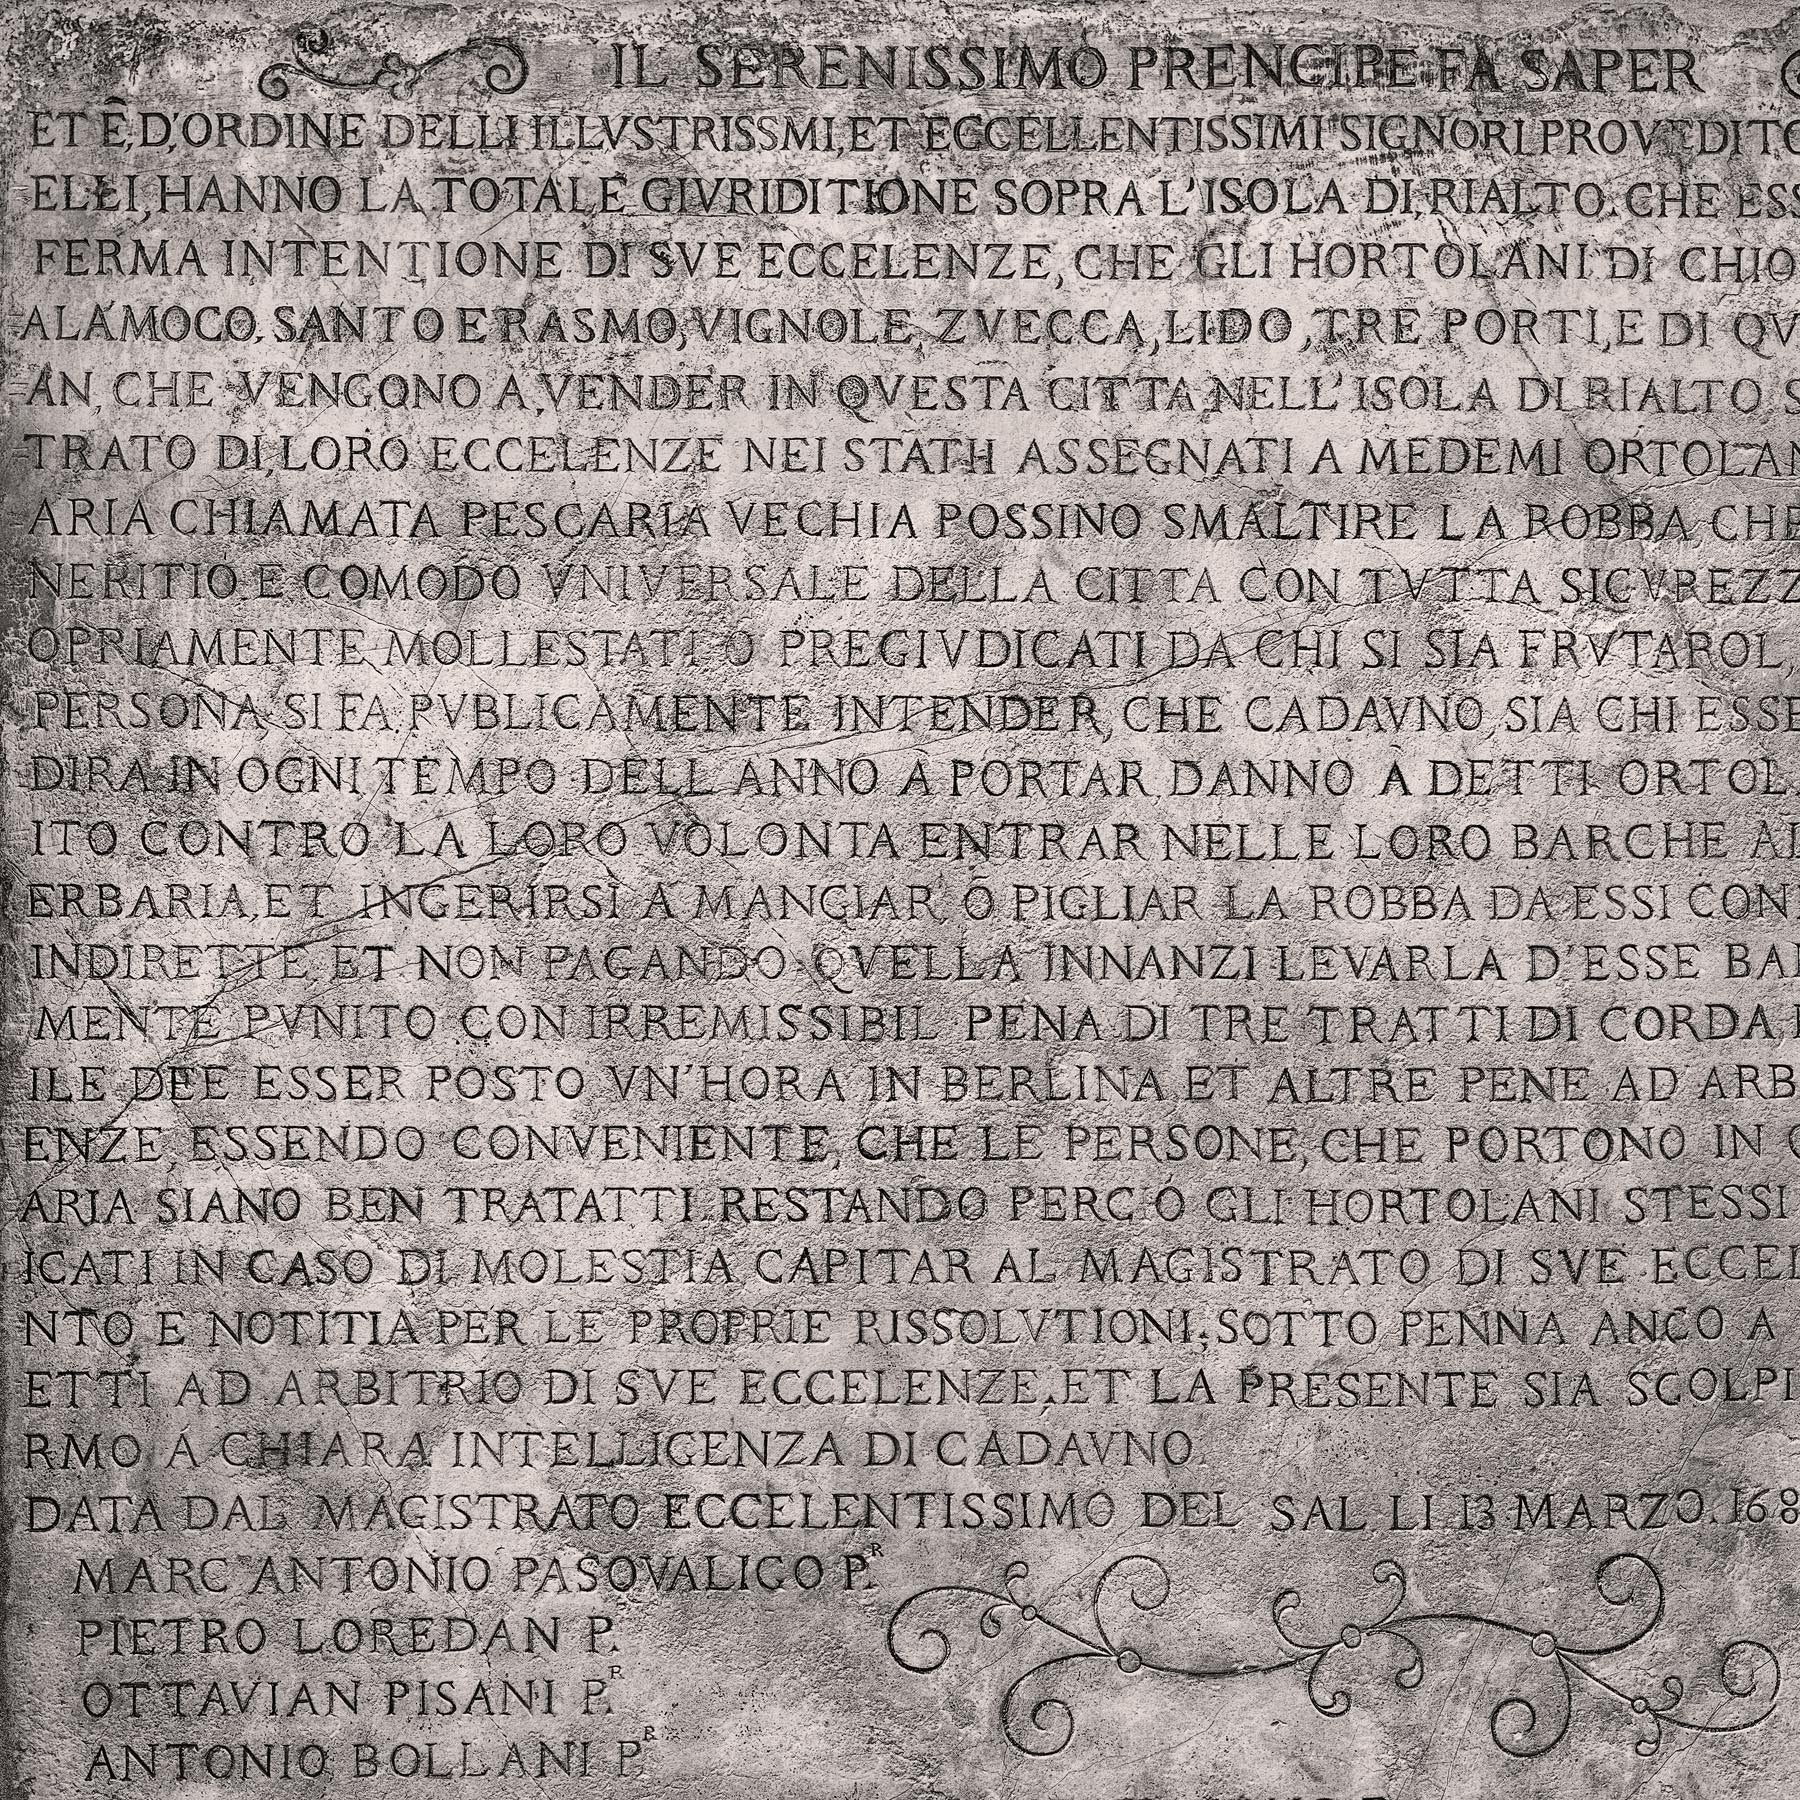 IL SERENISSIMO PRENCIPE FA SAPER
ET Ê, D'ORDINE DELLI ILLVSTRISSMI, ET ECCELLENTISSIMI SIGNORI PROVEDITO
ELLI, HANNO LA TOTALE GIVRIDITIONE SOPRA L'ISOLA DI, RIALTO. CHE ESS
FERMA INTENTIONE DI SVE ECCELENZE, CHE GLI HORTOLANI DI CHIO
ALAMOCO, SANTO ERASMO, VIGNOLE, ZVECCA, LIDO, TRE PORTI, E DI QV
AN, CHE VENGONO A, VENDER IN QVESTA CITTA, NELL'ISOLA DI RIALTO S
TRATO DI, LORO ECCELENZE NEI STATH ASSEGNATI A MEDEMI ORTOLAN
ARIA CHIAMATA PESCARIA VECHIA POSSINO SMALTIRE LA ROBBA, CHE
NERITIO, E COMODO VNIVERSALE DELLA CITTA CON TVTTA SICVREZZ
OPRIAMENTE MOLLESTATI O PREGIVDICATI DA CHI SI SIA FRVTAROL,
PERSONA, SI FA PVBLICAMENTE INTENDER, CHE CADAVNO, SIA CHI ESSE
DIRA IN OGNI TEMPO DELL ANNO A PORTAR DANNO À DETTI ORTOL
ITO CONTRO LA LORO VOLONTA ENTRAR NELLE LORO BARCHE AL
ERBARIA, ET INGERIRSI A MANGIAR, Ò PIGLIAR LA ROBBA DA ESSI CON
INDIRETTE, ET NON PAGANDO QVELLA INNANZI LEVARLA D'ESSE BAR
MENTE PVNITO CON IRREMISSIBIL PENA DI TRE TRATTI DI CORDA,
ILE DEE ESSER POSTO VN'HORA IN BERLINA ET ALTRE PENE AD ARB
ENZE, ESSENDO CONVENIENTE, CHE LE PERSONE, CHE PORTONO IN
ARIA SIANO BEN TRATATTI RESTANDO PERCIÒ GLI HORTOLANI STESSI
ICATI IN CASO DI MOLESTIA CAPITAR AL MAGISTRATO DI SVE ECCEL
NTO E NOTITIA PER LE PROPRIE RISSOLVTIONI, SOTTO PENNA ANCO A
ETTI AD ARBITRIO DI SVE ECCELENZE, ET LA PRESENTE SIA SCOLPI
RMO Á CHIARA INTELLIGENZA DI CADAVNO.
DATA DAL MAGISTRATO ECCELENTISSIMO DEL SAL LI 13 MARZO. 168
MARC ANTONIO PASQVALIGO P.R
PIETRO LOREDAN P.
OTTAVIAN PISANI P.R
ANTONIO BOLLANI P.R